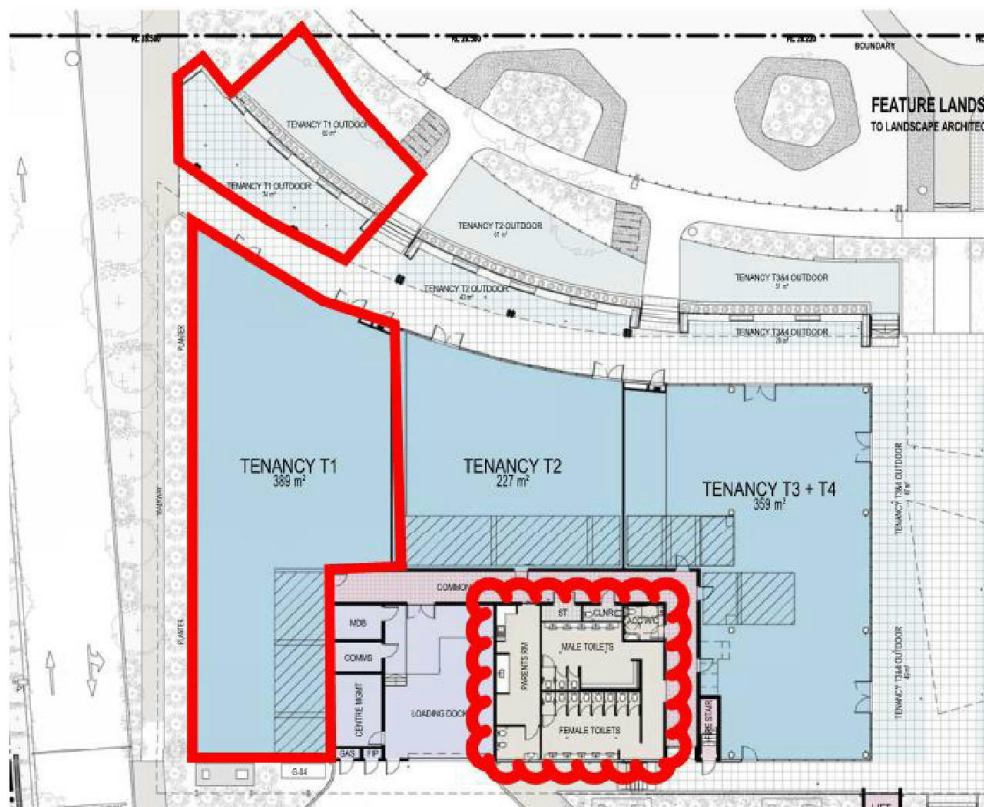 BOUNDARY
FEATURE LANDS
TO LANDSCAPE ARCHITEC
TENANCY T1 OUTDOOR
TENANCY T1 OUTDOOR
TENANCY T2 OUTDOOR
61 m²
TENANCY T2 OUTDOOR
TENANCY T3&4 OUTDOOR
TENANCY T3&4 OUTDOOR
PLANTER
TENANCY T1
389 m²
TENANCY T2
227 m²
TENANCY T3 + T4
359 m²
TENANCY T3&4 OUTDOOR
COMMON
MDB
COMMS
CENTRE MGMT
LOADING DOCK
GAS
FIP
PARENTS RM
ST
CLNR
ACC WC
MALE TOILETS
FEMALE TOILETS
FIRE STAIR
PLANTER
TENANCY T3&4 OUTDOOR
LIFT